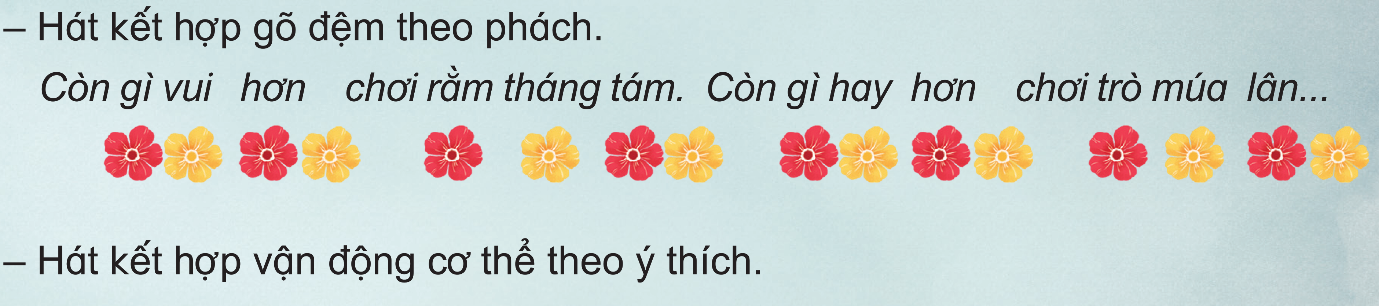 – Hát kết hợp gõ đệm theo phách.
Còn gì vui hơn chơi rằm tháng tám. Còn gì hay hơn chơi trò múa lân...
– Hát kết hợp vận động cơ thể theo ý thích.